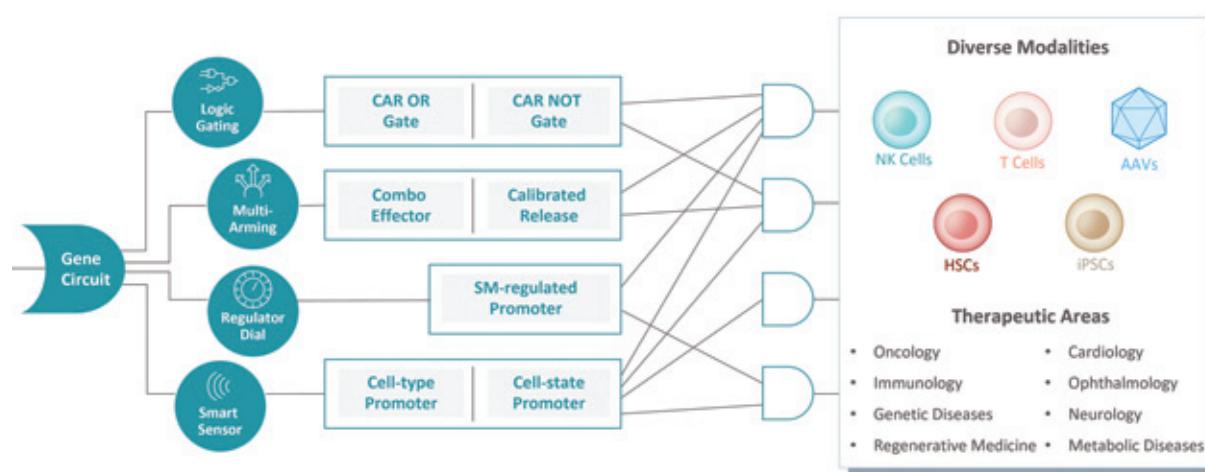 Logic
Gating
CAR OR
Gate
CAR NOT
Gate
Multi-
Arming
Combo
Effector
Calibrated
Release
Gene
Circuit
Regulator
Dial
SM-regulated
Promoter
Smart
Sensor
Cell-type
Promoter
Cell-state
Promoter
Diverse Modalities
NK Cells
T Cells
AAVs
HSCs
iPSCs
Therapeutic Areas
• Oncology
• Immunology
• Genetic Diseases
• Regenerative Medicine
• Cardiology
• Ophthalmology
• Neurology
• Metabolic Diseases